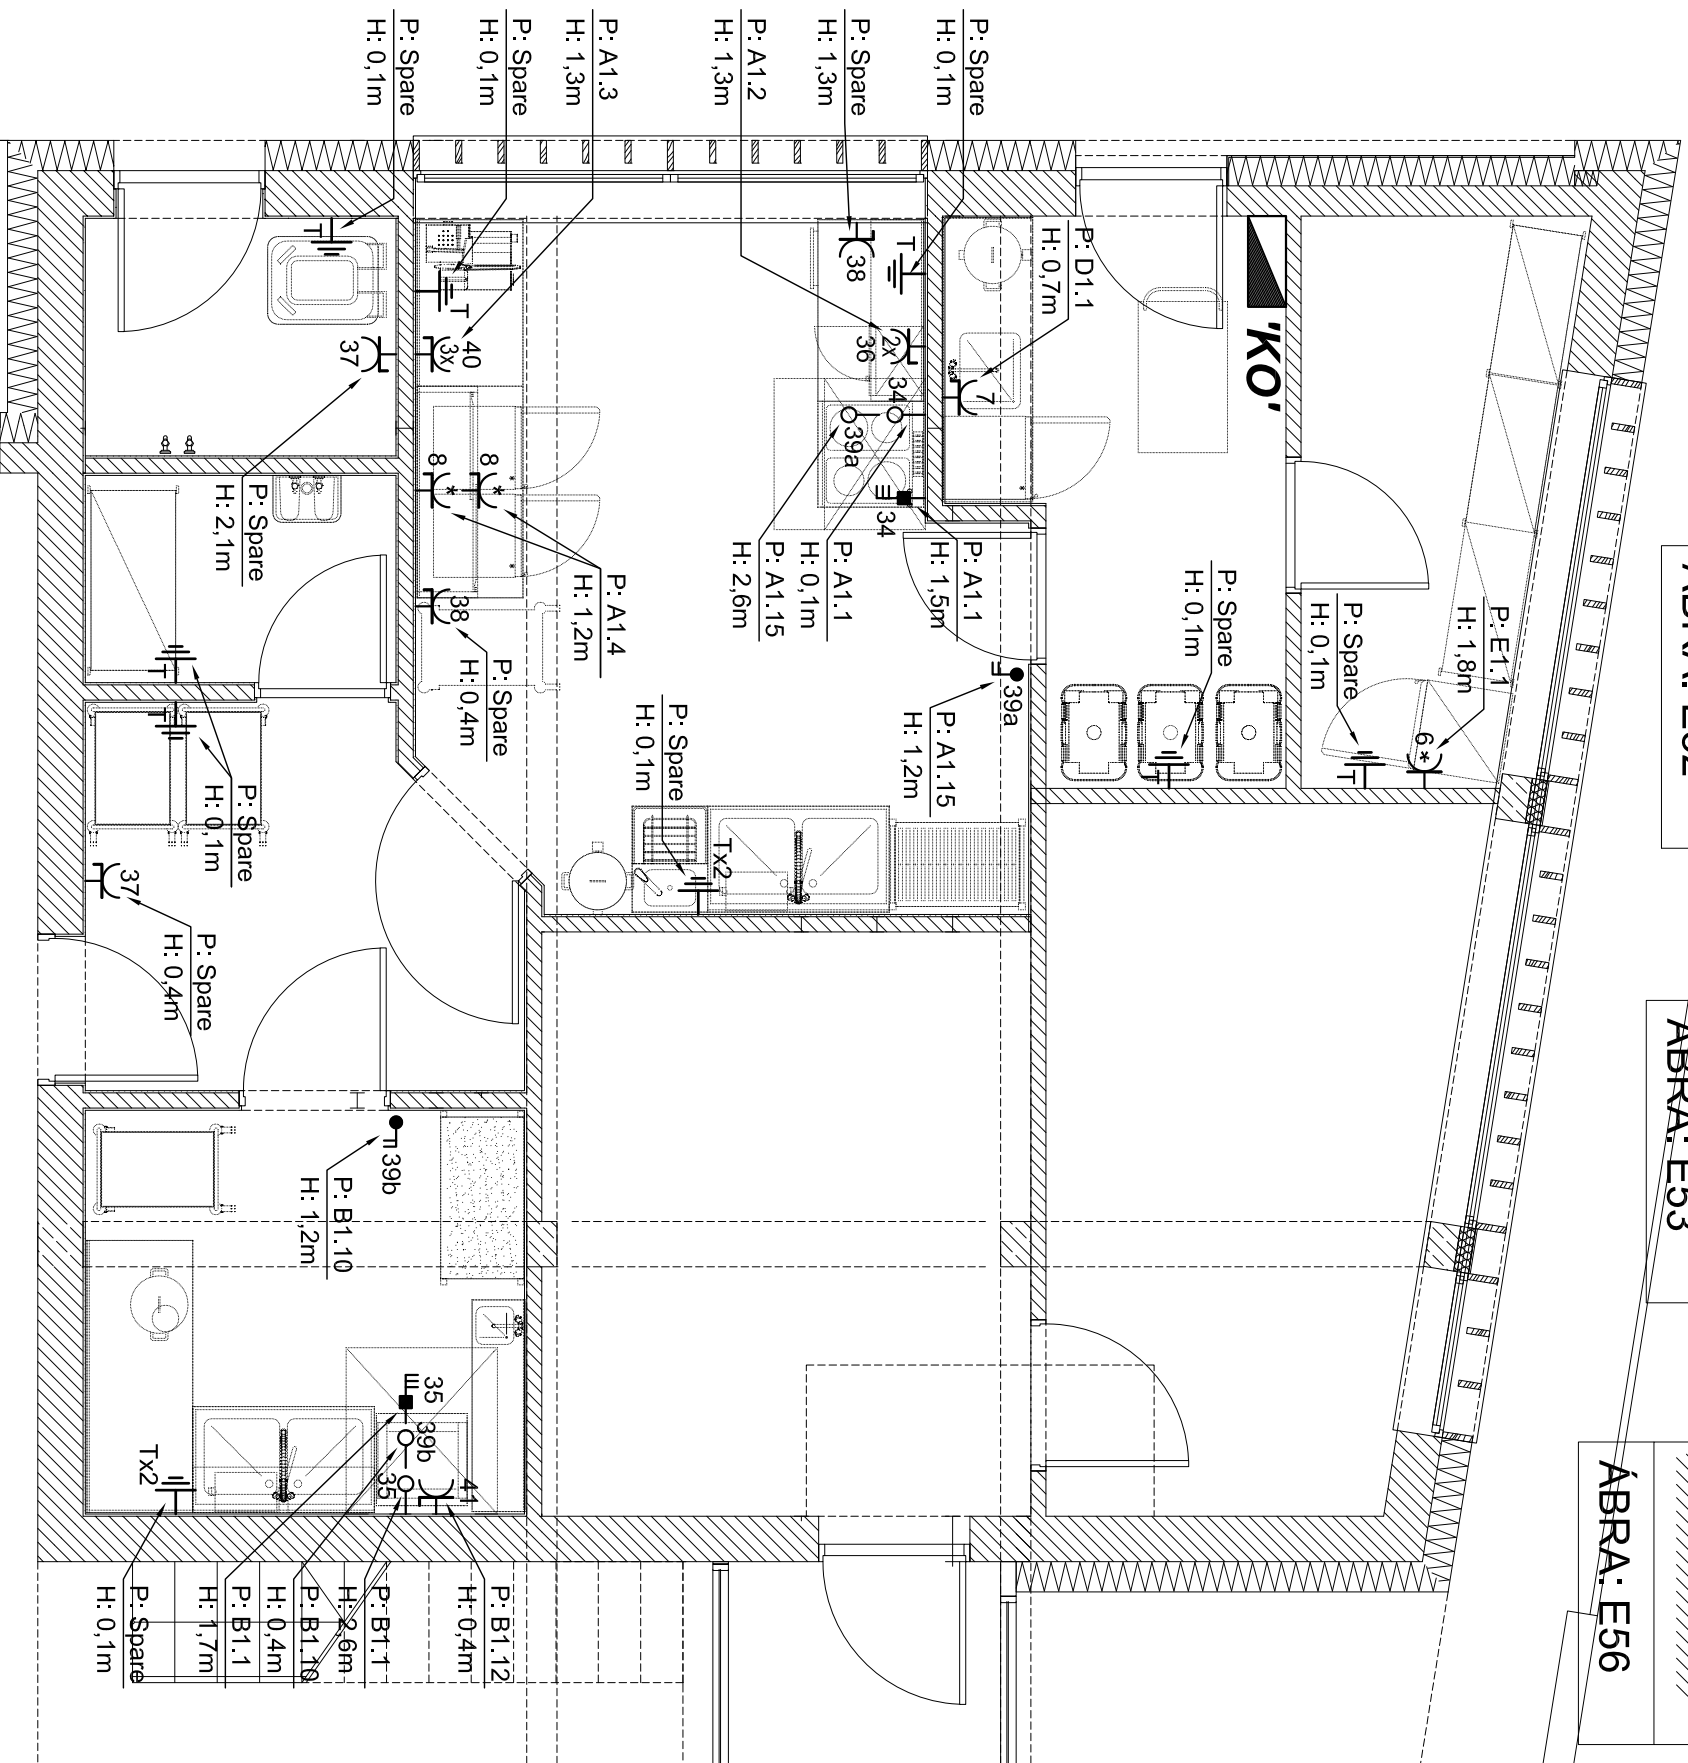 P: Spare
H: 0,1m
P: Spare
H: 0,1m
P: A1.3
H: 1,3m
P: A1.2
H: 1,3m
P: Spare
H: 1,3m
P: Spare
H: 0,1m
T
37
T
40
3x
38
T
2x
36
34
39a
34
P: D1.1
H: 0,7m
7
'KO'
P: Spare
H: 2,1m
8
*
8
*
P: A1.4
H: 1,2m
38
P: Spare
H: 0,4m
P: A1.15
H: 2,6m
P: A1.1
H: 0,1m
P: A1.1
H: 1,5m
39a
P: A1.15
H: 1,2m
P: Spare
H: 0,1m
T
P: Spare
H: 0,1m
T
P: E1.1
H: 1,8m
6
*
T
T
P: Spare
H: 0,1m
37
P: Spare
H: 0,4m
P: Spare
H: 0,1m
Tx2
39b
P: B1.10
H: 1,2m
35
39b
35
41
Tx2
P: Spare
H: 0,1m
P: B1.1
H: 1,7m
P: B1.10
H: 0,4m
P: B1.1
H: 2,6m
P: B1.12
H: 0,4m
ÁBRA: E53
ÁBRA: E56